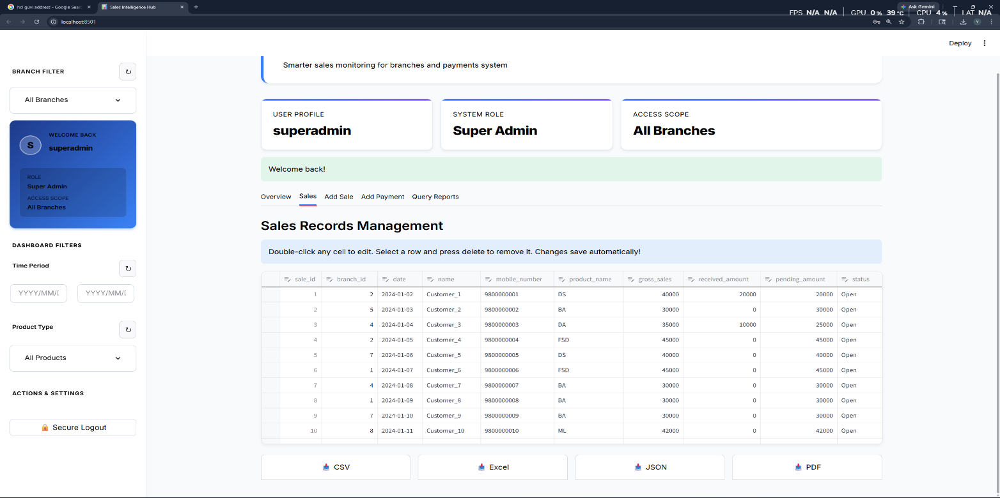 hcl guvi address - Google Sear
Sales Intelligence Hub
Ask Gemini
FPS N/A N/A GPU 0 % 39 °C CPU 4 % LAT N/A
localhost:8501
Y
Deploy
BRANCH FILTER
All Branches
S
WELCOME BACK
superadmin
ROLE
Super Admin
ACCESS SCOPE
All Branches
DASHBOARD FILTERS
Time Period
YYYY/MM/I YYYY/MM/I
Product Type
All Products
ACTIONS & SETTINGS
Secure Logout
Smarter sales monitoring for branches and payments system
USER PROFILE
superadmin
SYSTEM ROLE
Super Admin
ACCESS SCOPE
All Branches
Welcome back!
Overview Sales Add Sale Add Payment Query Reports
Sales Records Management
Double-click any cell to edit. Select a row and press delete to remove it. Changes save automatically!
sale_id branch_id date name mobile_number product_name gross_sales received_amount pending_amount status
1 2 2024-01-02 Customer_1 9800000001 DS 40000 20000 20000 Open
2 5 2024-01-03 Customer_2 9800000002 BA 30000 0 30000 Open
3 4 2024-01-04 Customer_3 9800000003 DA 35000 10000 25000 Open
4 2 2024-01-05 Customer_4 9800000004 FSD 45000 0 45000 Open
5 7 2024-01-06 Customer_5 9800000005 DS 40000 0 40000 Open
6 1 2024-01-07 Customer_6 9800000006 FSD 45000 0 45000 Open
7 4 2024-01-08 Customer_7 9800000007 BA 30000 0 30000 Open
8 1 2024-01-09 Customer_8 9800000008 BA 30000 0 30000 Open
9 7 2024-01-10 Customer_9 9800000009 BA 30000 0 30000 Open
10 8 2024-01-11 Customer_10 9800000010 ML 42000 0 42000 Open
CSV Excel JSON PDF